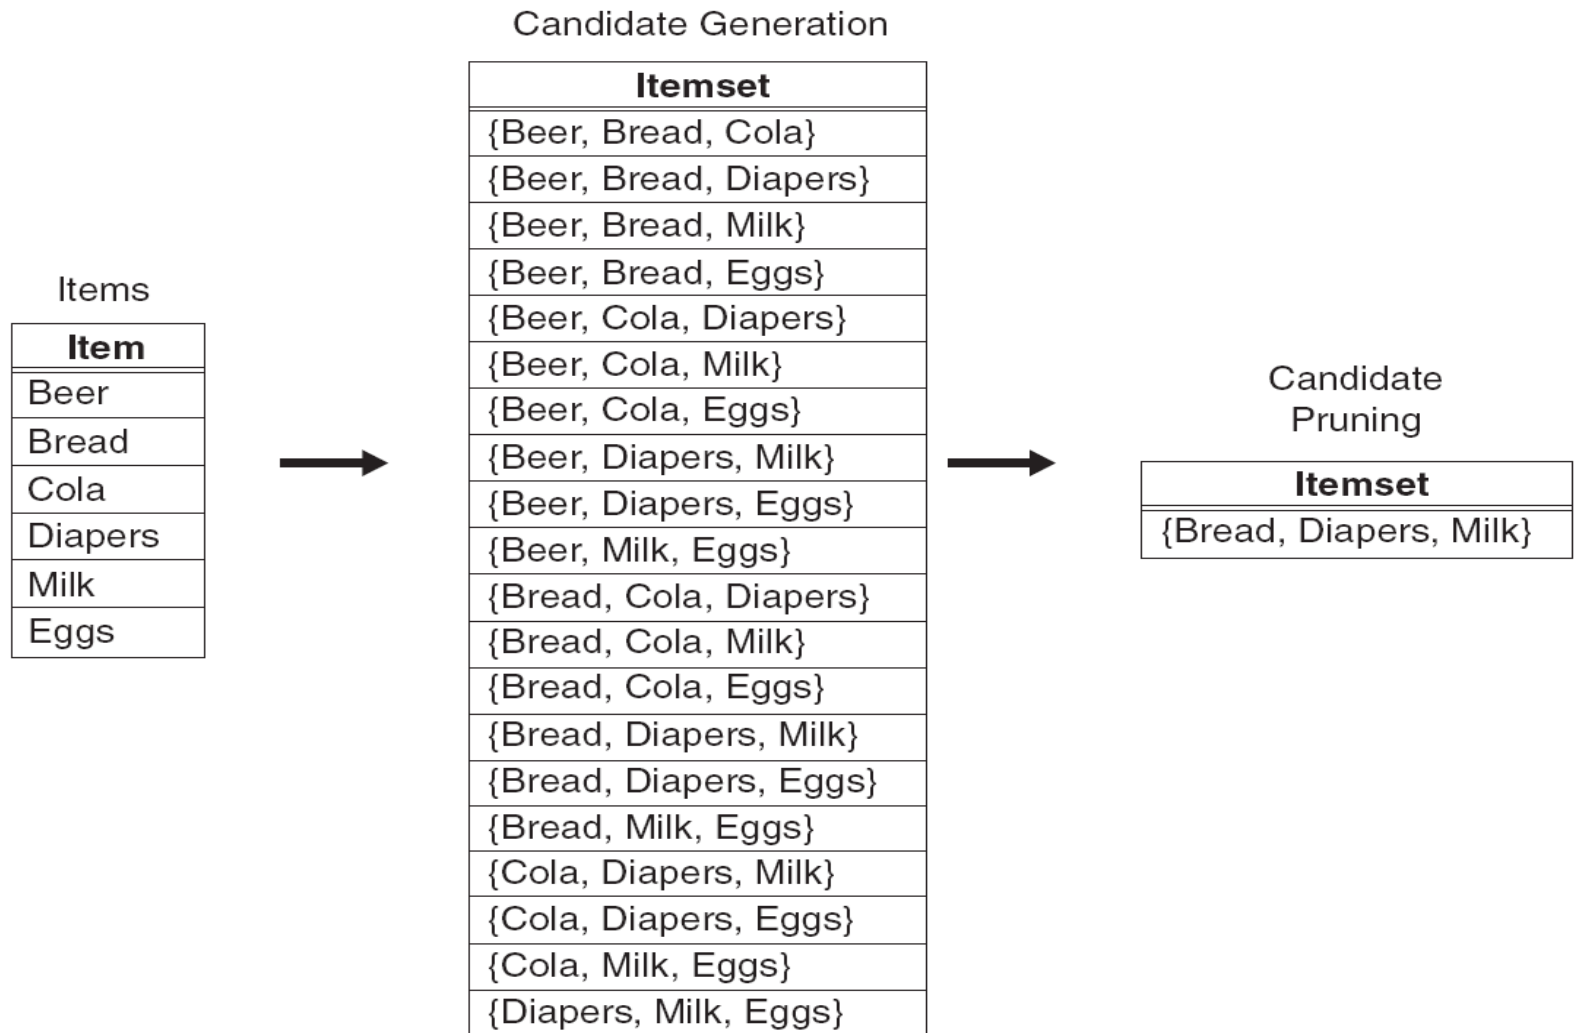 Candidate Generation
Itemset
{Beer, Bread, Cola}
{Beer, Bread, Diapers}
{Beer, Bread, Milk}
{Beer, Bread, Eggs}
{Beer, Cola, Diapers}
{Beer, Cola, Milk}
{Beer, Cola, Eggs}
{Beer, Diapers, Milk}
{Beer, Diapers, Eggs}
{Beer, Milk, Eggs}
{Bread, Cola, Diapers}
{Bread, Cola, Milk}
{Bread, Cola, Eggs}
{Bread, Diapers, Milk}
{Bread, Diapers, Eggs}
{Bread, Milk, Eggs}
{Cola, Diapers, Milk}
{Cola, Diapers, Eggs}
{Cola, Milk, Eggs}
{Diapers, Milk, Eggs}
Items
Item
Beer
Bread
Cola
Diapers
Milk
Eggs
Candidate
Pruning
Itemset
{Bread, Diapers, Milk}